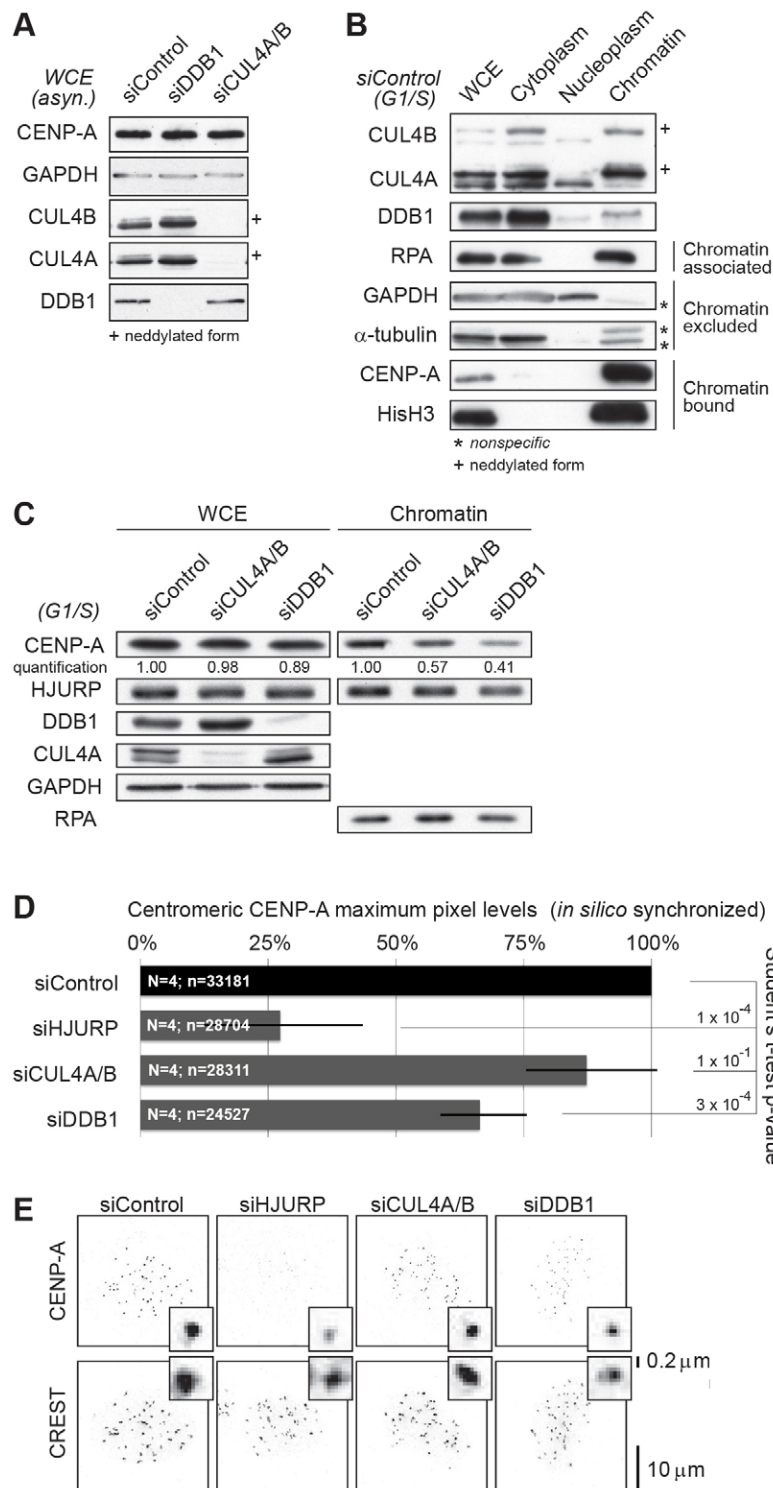 A
WCE
(asyn.)
siControl
siDDB1
siCUL4A/B
CENP-A
GAPDH
CUL4B
+
CUL4A
+
DDB1
+ neddylated form
B
siControl
(G1/S)
WCE
Cytoplasm
Nucleoplasm
Chromatin
CUL4B
+
CUL4A
+
DDB1
RPA
Chromatin
associated
GAPDH
*
α-tubulin
*
*
Chromatin
excluded
CENP-A
HisH3
Chromatin
bound
* nonspecific
+ neddylated form
C
WCE
Chromatin
(G1/S)
siControl
siCUL4A/B
siDDB1
siControl
siCUL4A/B
siDDB1
CENP-A
quantification
1.00 0.98 0.89 1.00 0.57 0.41
HJURP
DDB1
CUL4A
GAPDH
RPA
D
Centromeric CENP-A maximum pixel levels (in silico synchronized)
0% 25% 50% 75% 100%
siControl N=4; n=33181
siHJURP N=4; n=28704 1 x 10-4
siCUL4A/B N=4; n=28311 1 x 10-1
siDDB1 N=4; n=24527 3 x 10-4
Student's t-test p-value
E
siControl siHJURP siCUL4A/B siDDB1
CENP-A
0.2 μm
CREST
10 μm